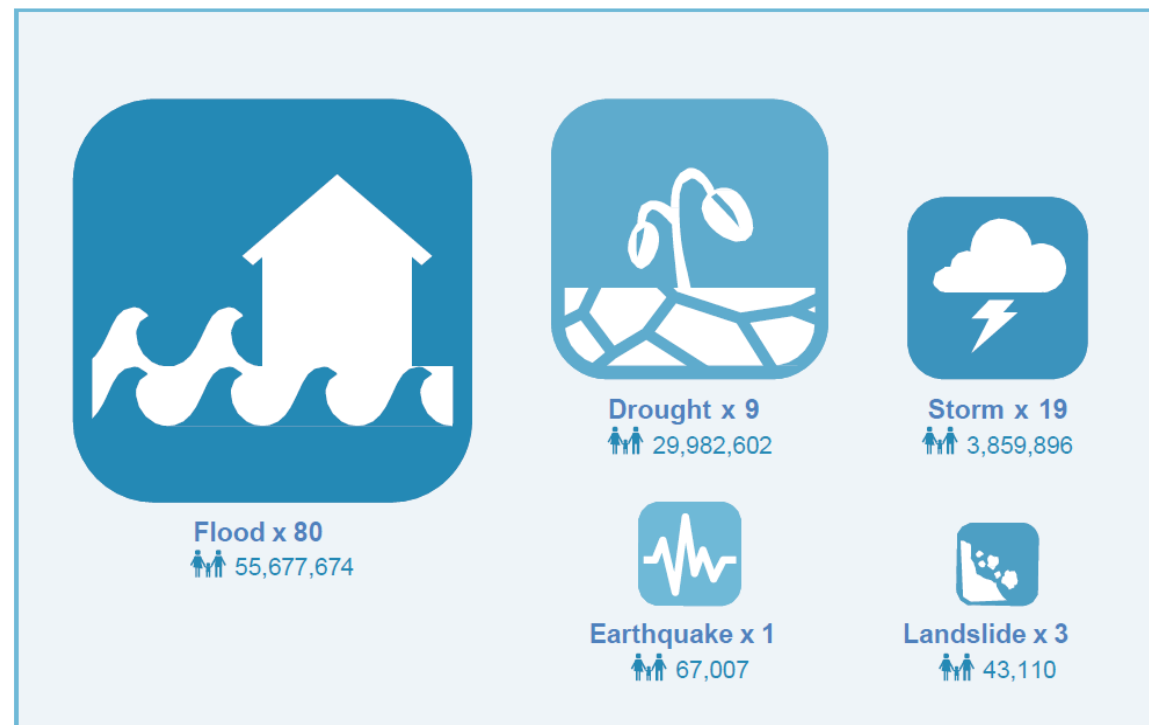 Flood x 80
55,677,674
Drought x 9
29,982,602
Storm x 19
3,859,896
Earthquake x 1
67,007
Landslide x 3
43,110